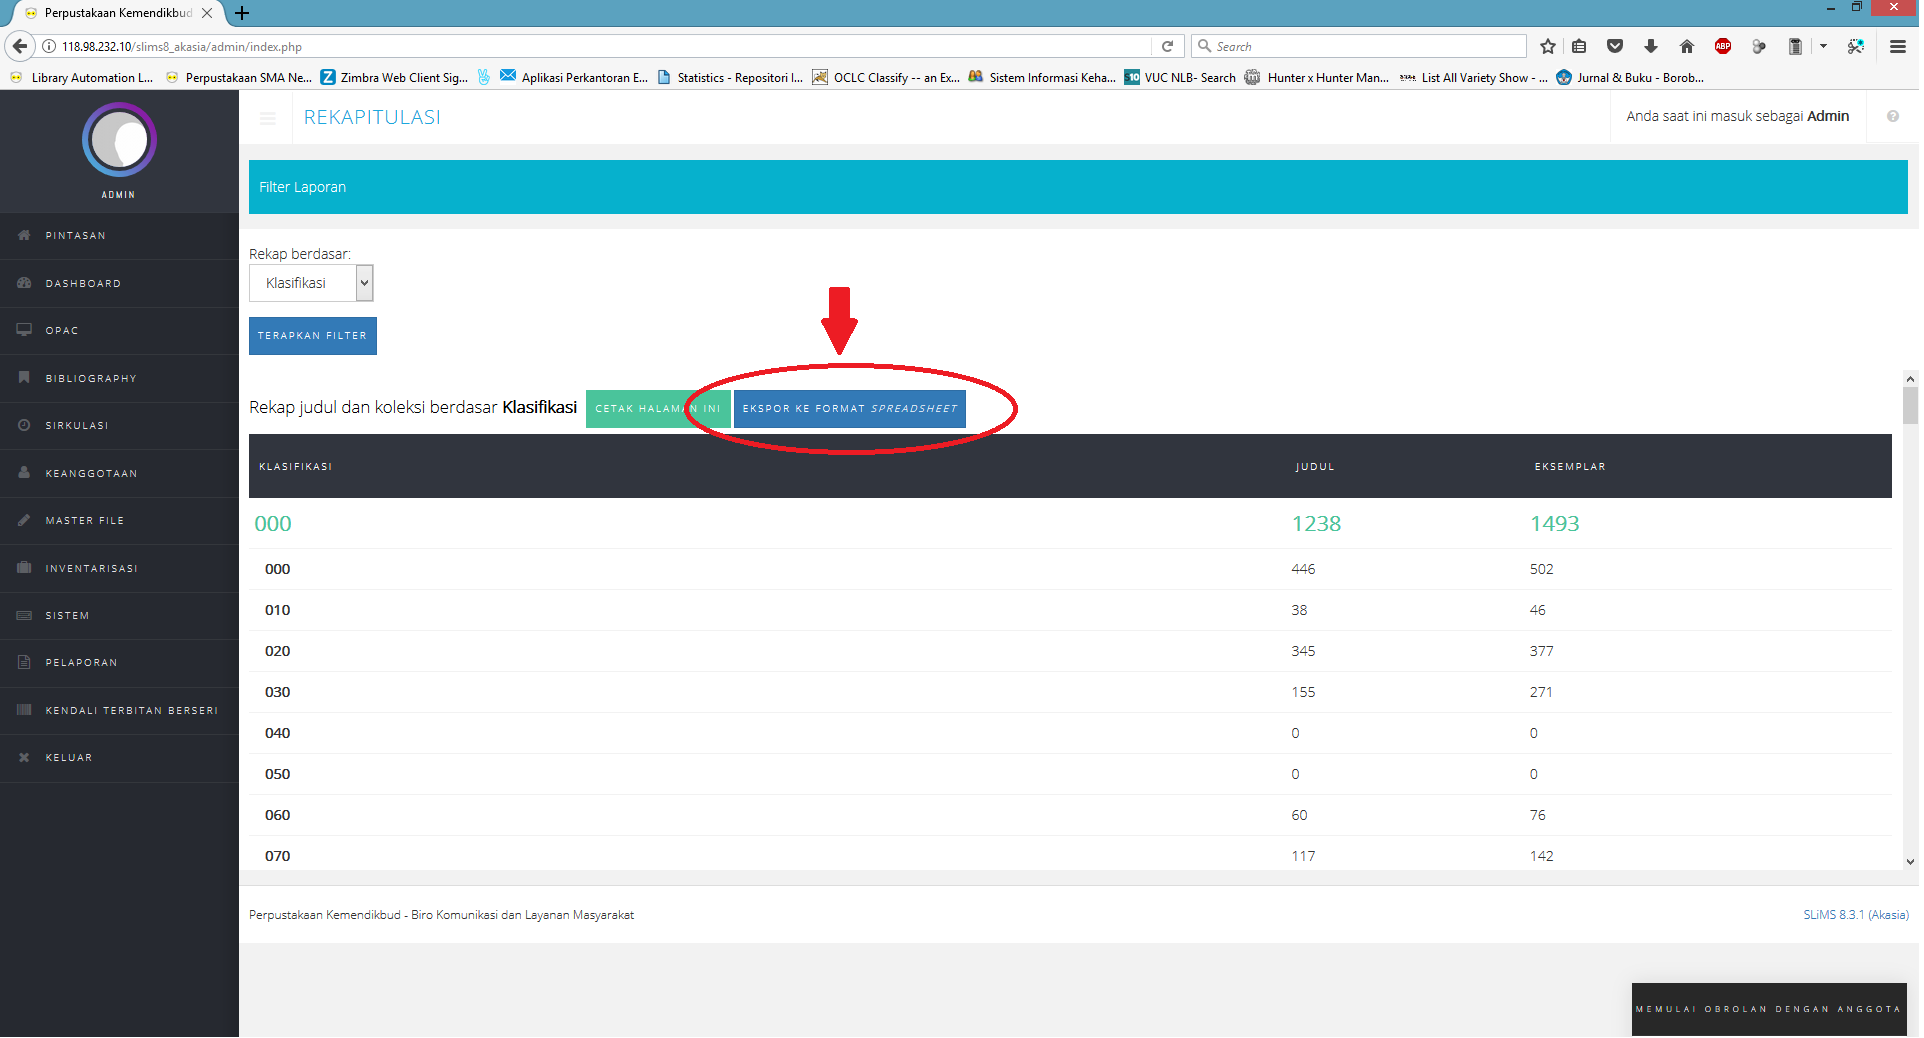 Perpustakaan Kemendikbud
118.98.232.10/slims8_akasia/admin/index.php
Search
ABP
Library Automation L...
Perpustakaan SMA Ne...
Zimbra Web Client Sig...
Aplikasi Perkantoran E...
Statistics - Repositori I...
OCLC Classify -- an Ex...
Sistem Informasi Keha...
VUC NLB- Search
Hunter x Hunter Man...
List All Variety Show - ...
Jurnal & Buku - Borob...
ADMIN
PINTASAN
DASHBOARD
OPAC
BIBLIOGRAPHY
SIRKULASI
KEANGGOTAAN
MASTER FILE
INVENTARISASI
SISTEM
PELAPORAN
KENDALI TERBITAN BERSERI
KELUAR
REKAPITULASI
Anda saat ini masuk sebagai Admin
Filter Laporan
Rekap berdasar:
Klasifikasi
TERAPKAN FILTER
Rekap judul dan koleksi berdasar Klasifikasi
CETAK HALAMAN INI
EKSPOR KE FORMAT SPREADSHEET
KLASIFIKASI JUDUL EKSEMPLAR
000 1238 1493
000 446 502
010 38 46
020 345 377
030 155 271
040 0 0
050 0 0
060 60 76
070 117 142
Perpustakaan Kemendikbud - Biro Komunikasi dan Layanan Masyarakat
SLiMS 8.3.1 (Akasia)
MEMULAI OBROLAN DENGAN ANGGOTA